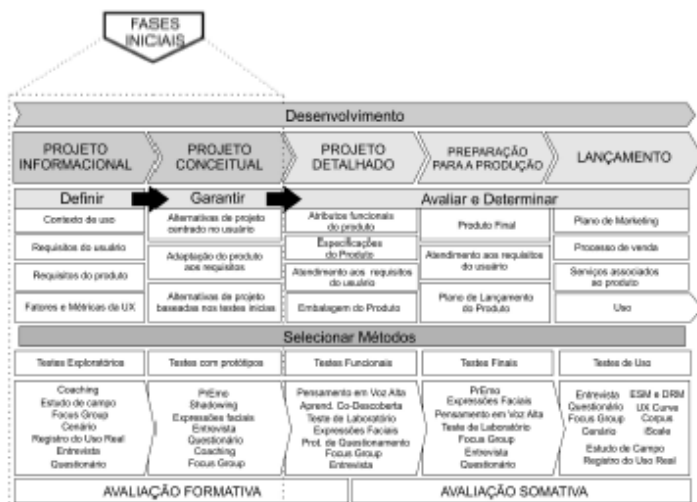 FASES
INICIAIS
Desenvolvimento
PROJETO
INFORMACIONAL
PROJETO
CONCEITUAL
PROJETO
DETALHADO
PREPARAÇÃO
PARA A PRODUÇÃO
LANÇAMENTO
Definir
Garantir
Avaliar e Determinar
Contexto de uso
Requisitos do usuário
Requisitos do produto
Fatores e Métricas da UX
Alternativas de projeto
centrado no usuário
Adaptação do produto
aos requisitos
Alternativas de projeto
baseadas nos testes inicias
Atributos funcionais
do produto
Especificações
do Produto
Atendimento aos requisitos
do usuário
Embalagem do Produto
Produto Final
Atendimento aos requisitos
do usuário
Plano de Lançamento
do Produto
Plano de Marketing
Processo de venda
Serviços associados
ao produto
Uso
Selecionar Métodos
Testes Exploratórios
Testes com protótipos
Testes Funcionais
Testes Finais
Testes de Uso
Coaching
Estudo de campo
Focus Group
Cenário
Registro do Uso Real
Entrevista
Questionário
PrEmo
Shadowing
Expressões faciais
Entrevista
Questionário
Coaching
Focus Group
Pensamento em Voz Alta
Aprend. Co-Descoberta
Teste de Laboratório
Expressões Faciais
Prot. de Questionamento
Focus Group
Entrevista
PrEmo
Expressões Faciais
Pensamento em Voz Alta
Teste de Laboratório
Focus Group
Entrevista
Questionário
Entrevista ESM e DRM
Questionário UX Curve
Focus Group Corpus
Cenário iScale
Estudo de Campo
Registro do Uso Real
AVALIAÇÃO FORMATIVA
AVALIAÇÃO SOMATIVA